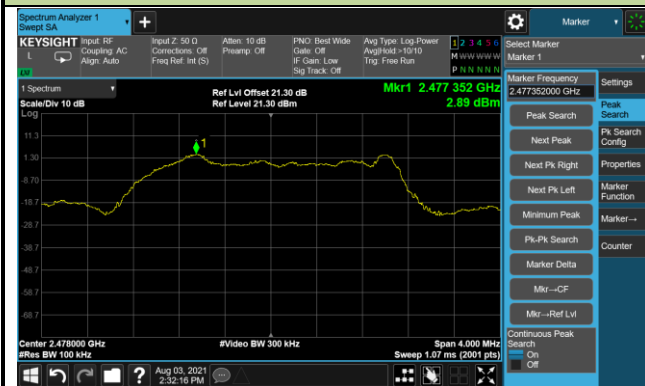 Spectrum Analyzer 1
Swept SA
+
Marker
KEYSIGHT
L
Input: RF
Coupling: AC
Align: Auto
Input Z: 50 Ω
Corrections: Off
Freq Ref: Int (S)
Atten: 10 dB
Preamp: Off
PNO: Best Wide
Gate: Off
IF Gain: Low
Sig Track: Off
Avg Type: Log-Power
Avg|Hold:>10/10
Trig: Free Run
1 2 3 4 5 6
M W W W W W
P N N N N N
Select Marker
Marker 1
1 Spectrum
Scale/Div 10 dB
Log
Ref Lvl Offset 21.30 dB
Ref Level 21.30 dBm
Mkr1 2.477 352 GHz
2.89 dBm
1
11.3
1.30
-8.70
-18.7
-28.7
-38.7
-48.7
-58.7
-68.7
Center 2.478000 GHz
#Res BW 100 kHz
#Video BW 300 kHz
Span 4.000 MHz
Sweep 1.07 ms (2001 pts)
Marker Frequency
2.477352000 GHz
Peak Search
Next Peak
Next Pk Right
Next Pk Left
Minimum Peak
Pk-Pk Search
Marker Delta
Mkr→CF
Mkr→Ref Lvl
Continuous Peak
Search
On
Off
Settings
Peak
Search
Pk Search
Config
Properties
Marker
Function
Marker→
Counter
?
Aug 03, 2021
2:32:16 PM